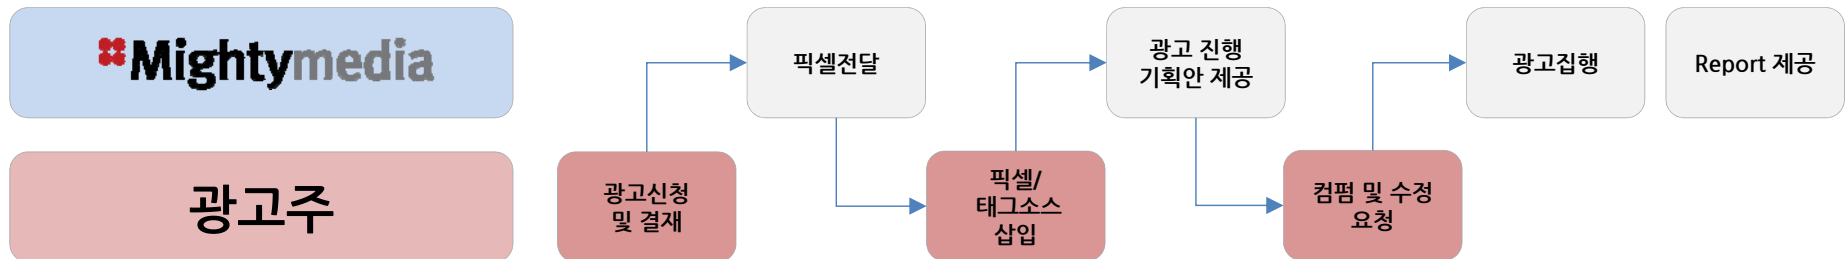 Mightymedia
픽셀전달
광고 진행
기획안 제공
광고집행
Report 제공
광고주
광고신청
및 결재
픽셀/
태그소스
삽입
컴펌 및 수정
요청